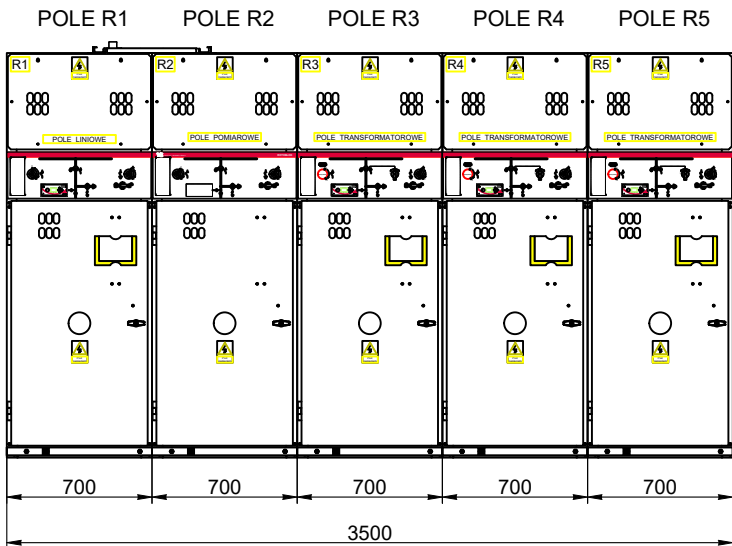 POLE R1 POLE R2 POLE R3 POLE R4 POLE R5
R1 R2 R3 R4 R5
POLE LINIOWE POLE POMIAROWE POLE TRANSFORMATOROWE POLE TRANSFORMATOROWE POLE TRANSFORMATOROWE
700 700 700 700 700
3500